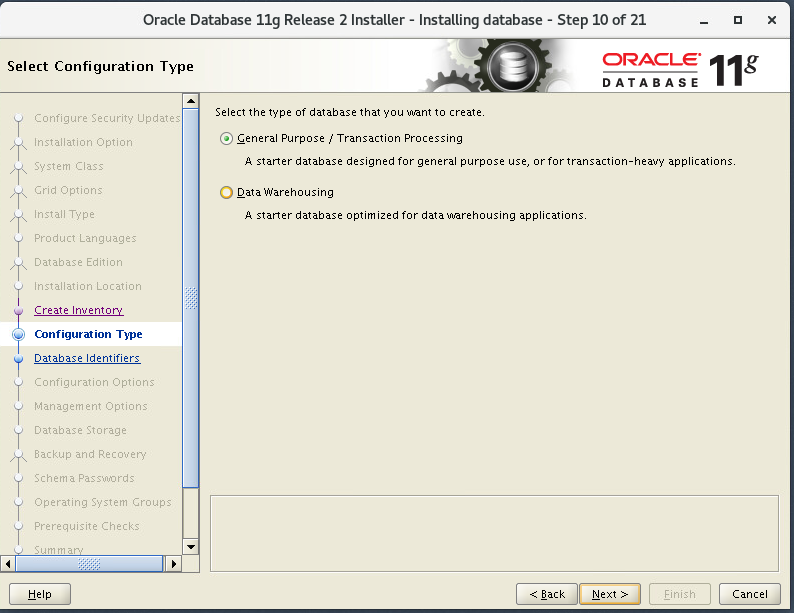 Oracle Database 11g Release 2 Installer - Installing database - Step 10 of 21
Select Configuration Type
ORACLE
DATABASE
11g
Configure Security Updates
Installation Option
System Class
Grid Options
Install Type
Product Languages
Database Edition
Installation Location
Create Inventory
Configuration Type
Database Identifiers
Configuration Options
Management Options
Database Storage
Backup and Recovery
Schema Passwords
Operating System Groups
Prerequisite Checks
Summary
Select the type of database that you want to create.
General Purpose / Transaction Processing
A starter database designed for general purpose use, or for transaction-heavy applications.
Data Warehousing
A starter database optimized for data warehousing applications.
Help
< Back
Next >
Finish
Cancel